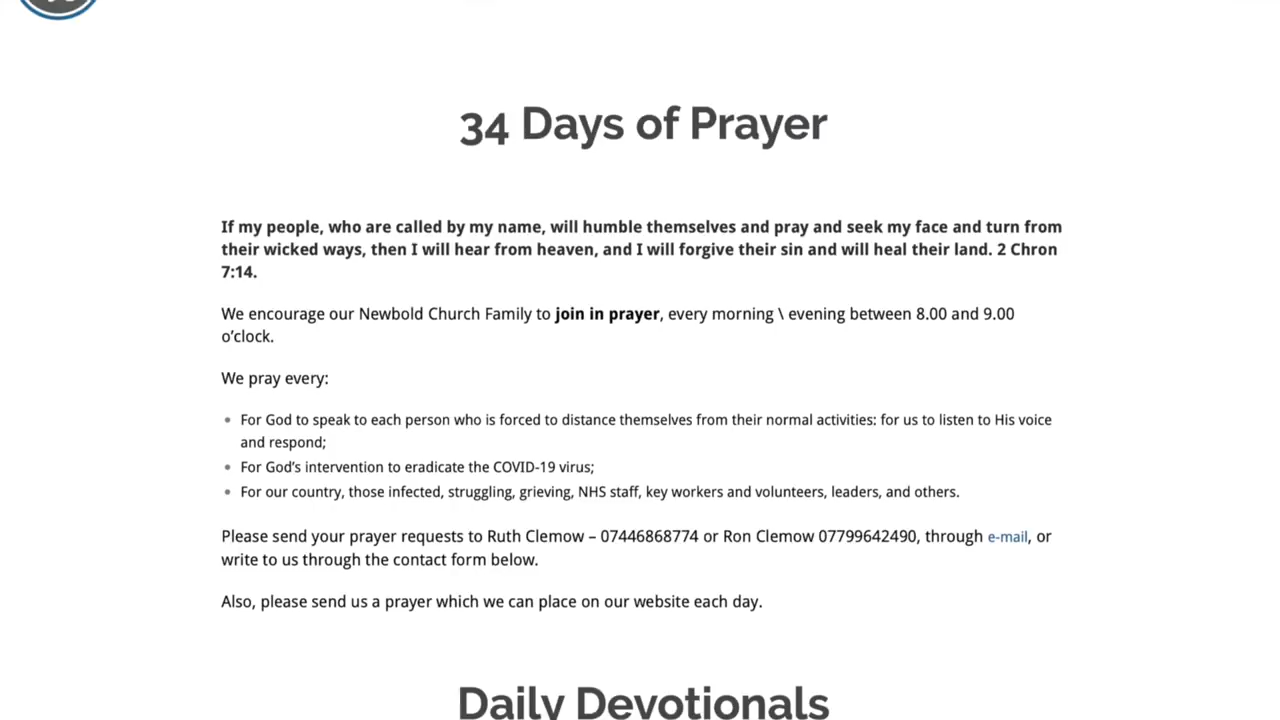 34 Days of Prayer
If my people, who are called by my name, will humble themselves and pray and seek my face and turn from
their wicked ways, then I will hear from heaven, and I will forgive their sin and will heal their land. 2 Chron
7:14.
We encourage our Newbold Church Family to join in prayer, every morning \ evening between 8.00 and 9.00
o’clock.
We pray every:
For God to speak to each person who is forced to distance themselves from their normal activities: for us to listen to His voice
and respond;
For God’s intervention to eradicate the COVID-19 virus;
For our country, those infected, struggling, grieving, NHS staff, key workers and volunteers, leaders, and others.
Please send your prayer requests to Ruth Clemow – 07446868774 or Ron Clemow 07799642490, through e-mail, or
write to us through the contact form below.
Also, please send us a prayer which we can place on our website each day.
Daily Devotionals